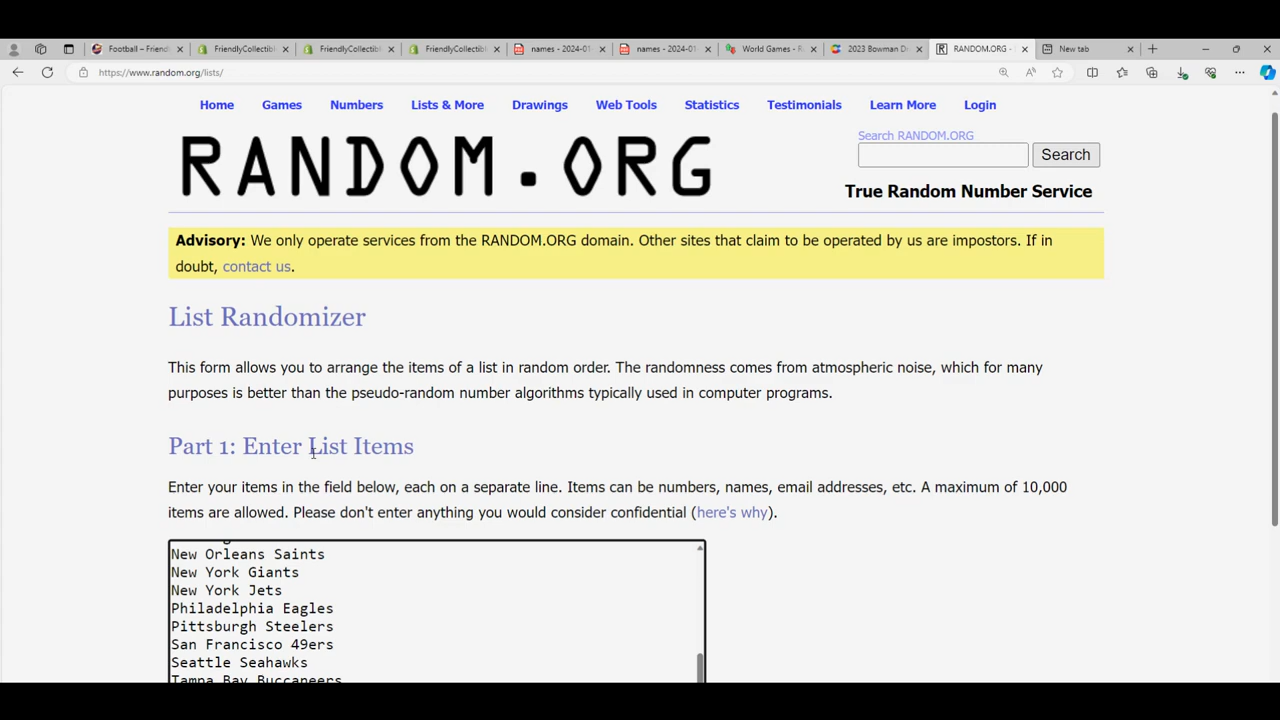 Football – Friendl
FriendlyCollectibl
FriendlyCollectibl
FriendlyCollectibl
names - 2024-01
names - 2024-01
World Games - R
2023 Bowman D
RANDOM.ORG -
New tab
https://www.random.org/lists/
Home Games Numbers Lists & More Drawings Web Tools Statistics Testimonials Learn More Login
RANDOM.ORG
Search RANDOM.ORG
Search
True Random Number Service
Advisory: We only operate services from the RANDOM.ORG domain. Other sites that claim to be operated by us are impostors. If in
doubt, contact us.
List Randomizer
This form allows you to arrange the items of a list in random order. The randomness comes from atmospheric noise, which for many
purposes is better than the pseudo-random number algorithms typically used in computer programs.
Part 1: Enter List Items
Enter your items in the field below, each on a separate line. Items can be numbers, names, email addresses, etc. A maximum of 10,000
items are allowed. Please don't enter anything you would consider confidential (here's why).
New Orleans Saints
New York Giants
New York Jets
Philadelphia Eagles
Pittsburgh Steelers
San Francisco 49ers
Seattle Seahawks
Tampa Bay Buccaneers